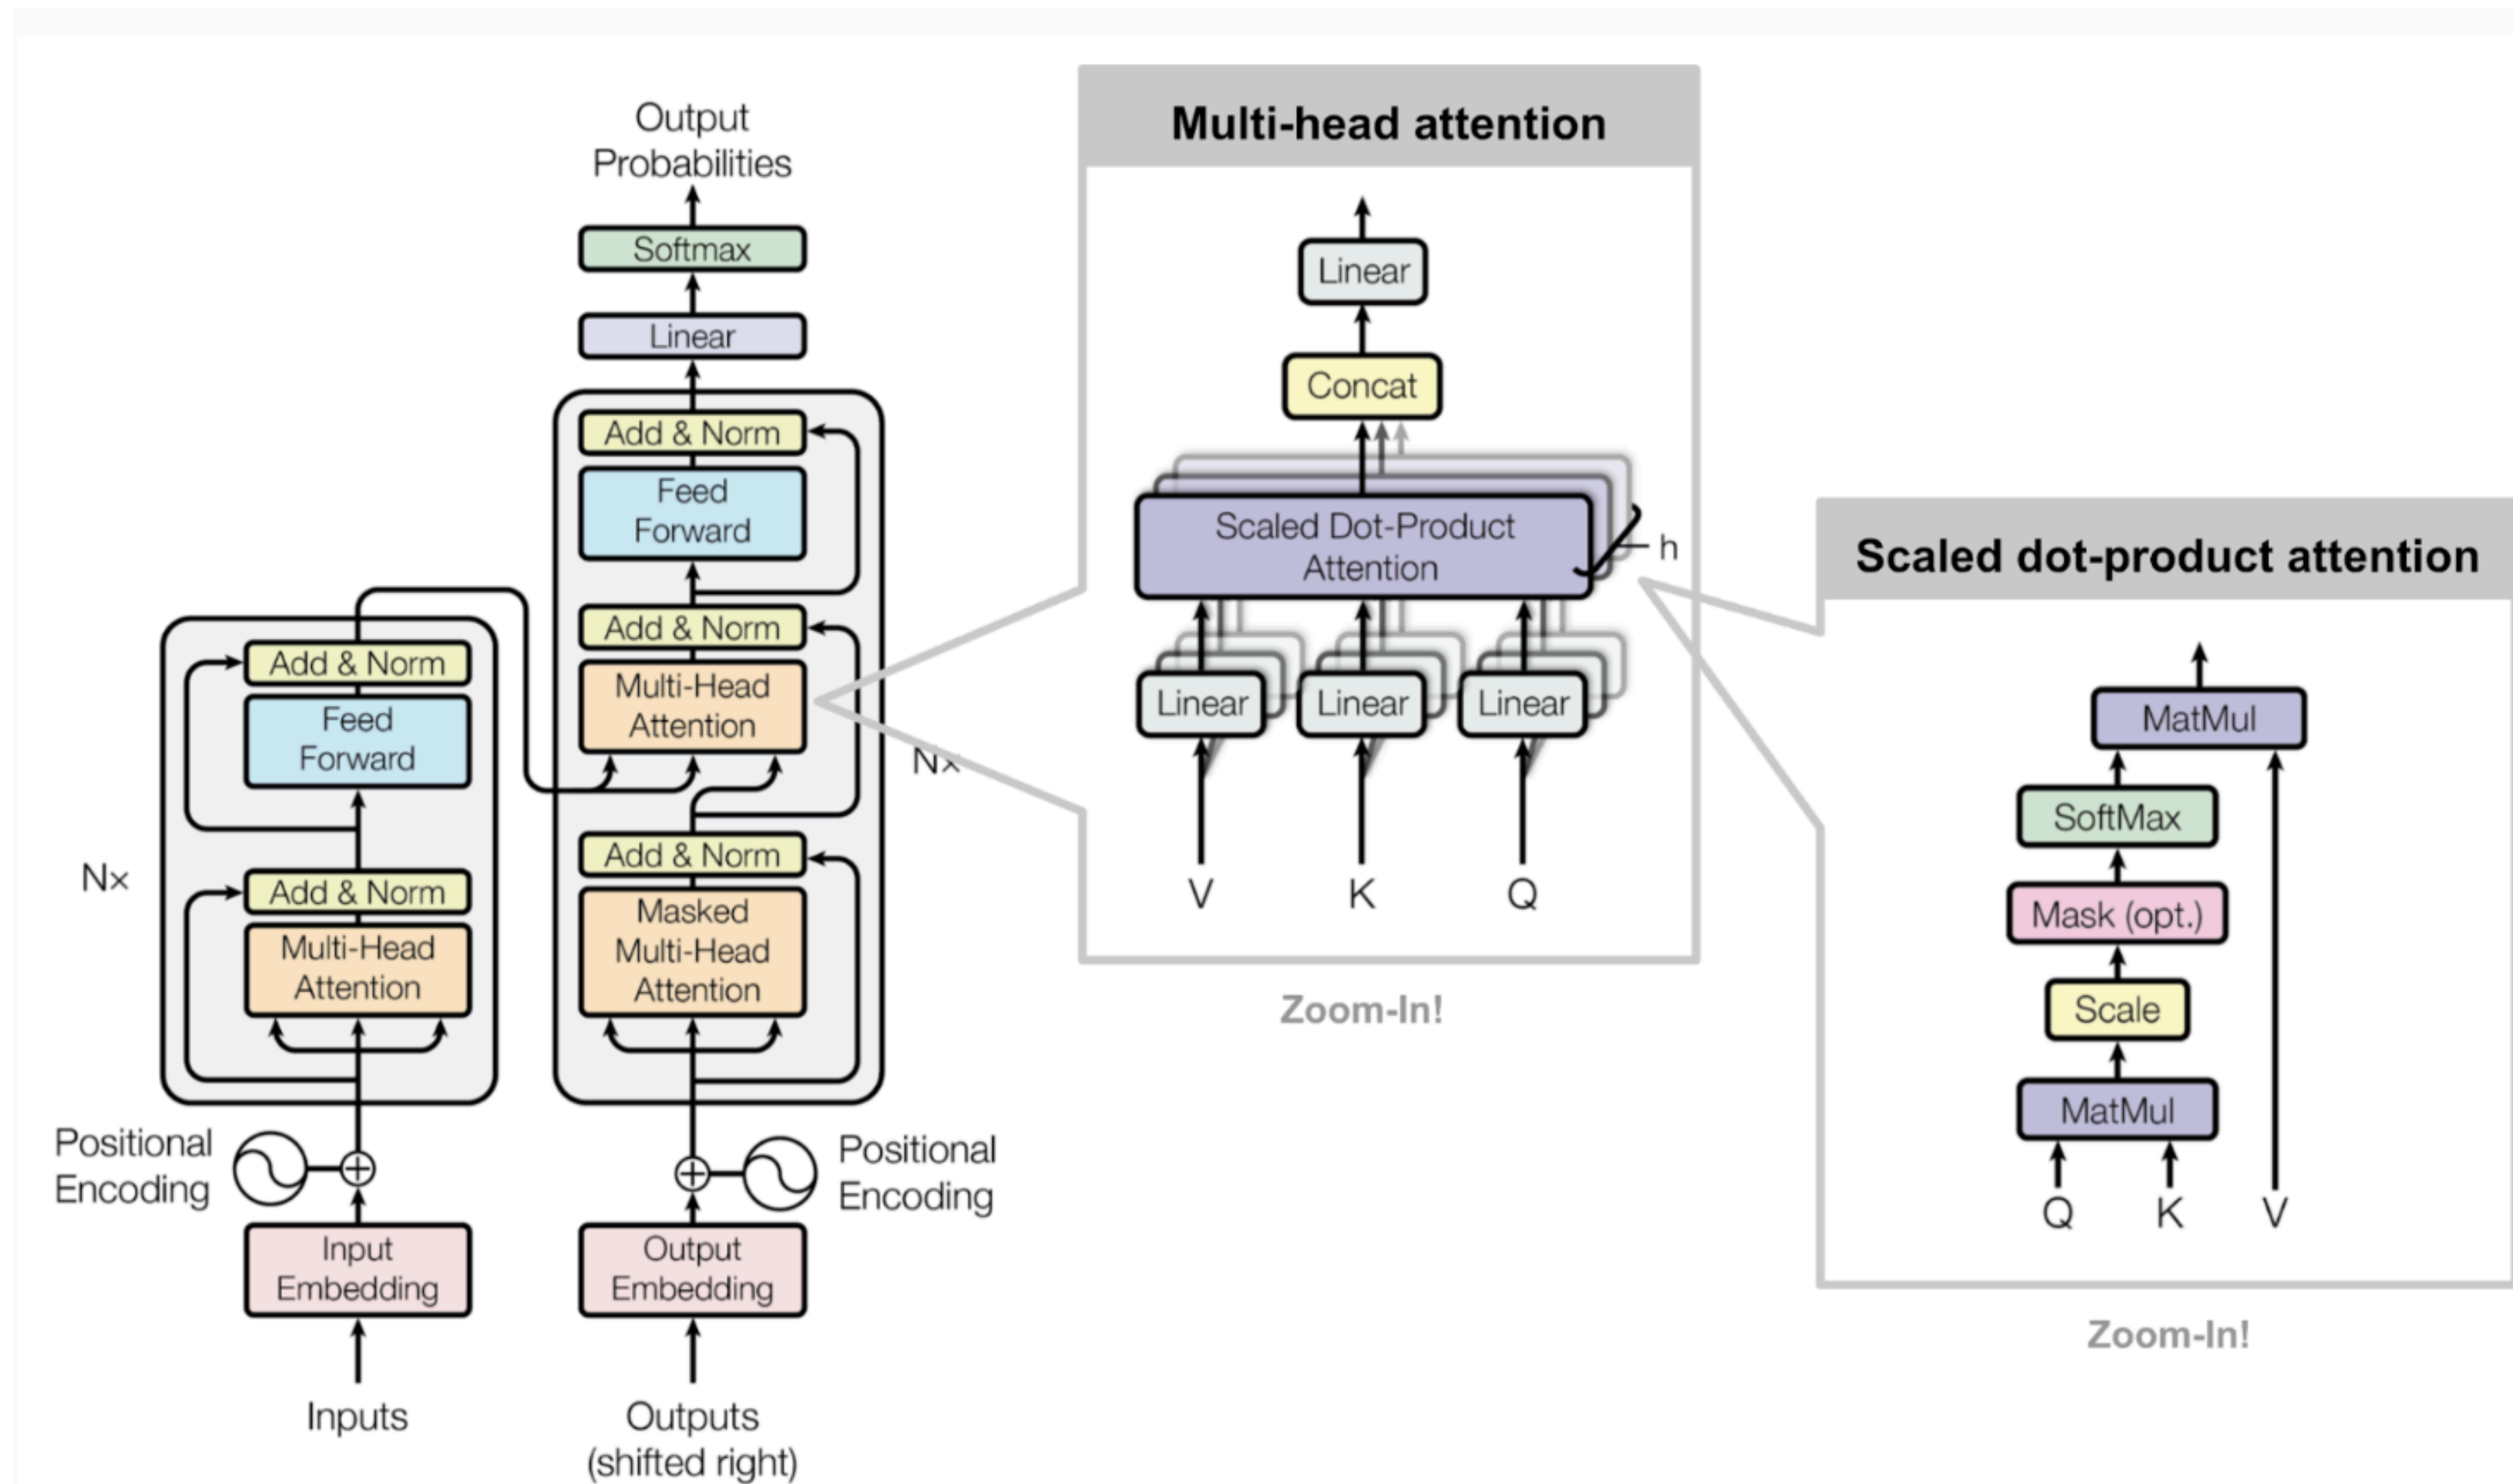 Output
Probabilities
Softmax
Linear
Add & Norm
Feed
Forward
Add & Norm
Multi-Head
Attention
N×
Add & Norm
Masked
Multi-Head
Attention
Add & Norm
Feed
Forward
N×
Add & Norm
Multi-Head
Attention
Positional
Encoding
Positional
Encoding
Input
Embedding
Output
Embedding
Inputs
Outputs
(shifted right)
Multi-head attention
Linear
Concat
Scaled Dot-Product
Attention
h
Linear
Linear
Linear
V
K
Q
Zoom-In!
Scaled dot-product attention
MatMul
SoftMax
Mask (opt.)
Scale
MatMul
Q
K
V
Zoom-In!